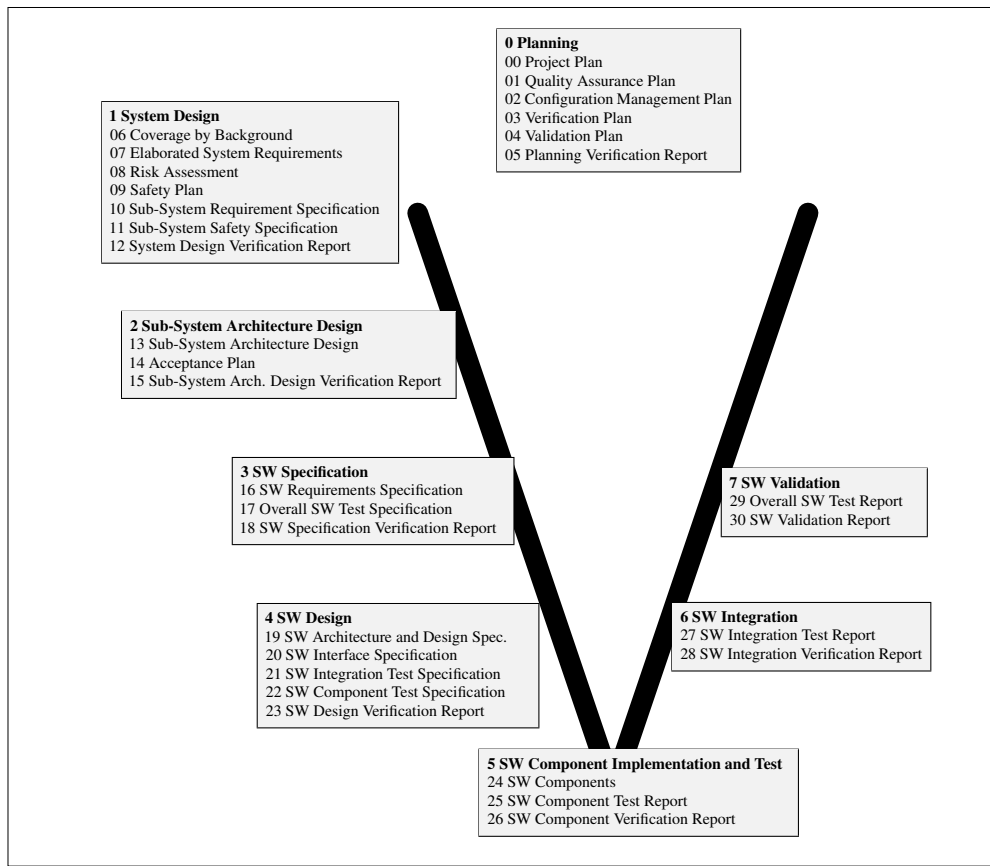 0 Planning
00 Project Plan
01 Quality Assurance Plan
02 Configuration Management Plan
03 Verification Plan
04 Validation Plan
05 Planning Verification Report
1 System Design
06 Coverage by Background
07 Elaborated System Requirements
08 Risk Assessment
09 Safety Plan
10 Sub-System Requirement Specification
11 Sub-System Safety Specification
12 System Design Verification Report
2 Sub-System Architecture Design
13 Sub-System Architecture Design
14 Acceptance Plan
15 Sub-System Arch. Design Verification Report
3 SW Specification
16 SW Requirements Specification
17 Overall SW Test Specification
18 SW Specification Verification Report
4 SW Design
19 SW Architecture and Design Spec.
20 SW Interface Specification
21 SW Integration Test Specification
22 SW Component Test Specification
23 SW Design Verification Report
5 SW Component Implementation and Test
24 SW Components
25 SW Component Test Report
26 SW Component Verification Report
6 SW Integration
27 SW Integration Test Report
28 SW Integration Verification Report
7 SW Validation
29 Overall SW Test Report
30 SW Validation Report